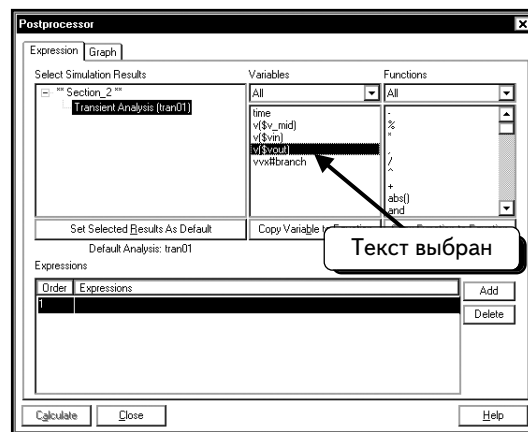 Postprocessor
Expression Graph
Select Simulation Results Variables Functions
** Section_2 ** All All
Transient Analysis (tran01) time
v($v_mid) %
v($vin) *
v($vout) ,
vvx#branch /
^
+
abs()
and
Set Selected Results As Default Copy Variable to
Default Analysis: tran01
Текст выбран
Expressions
Order Expressions Add
1
Delete
Calculate Close Help